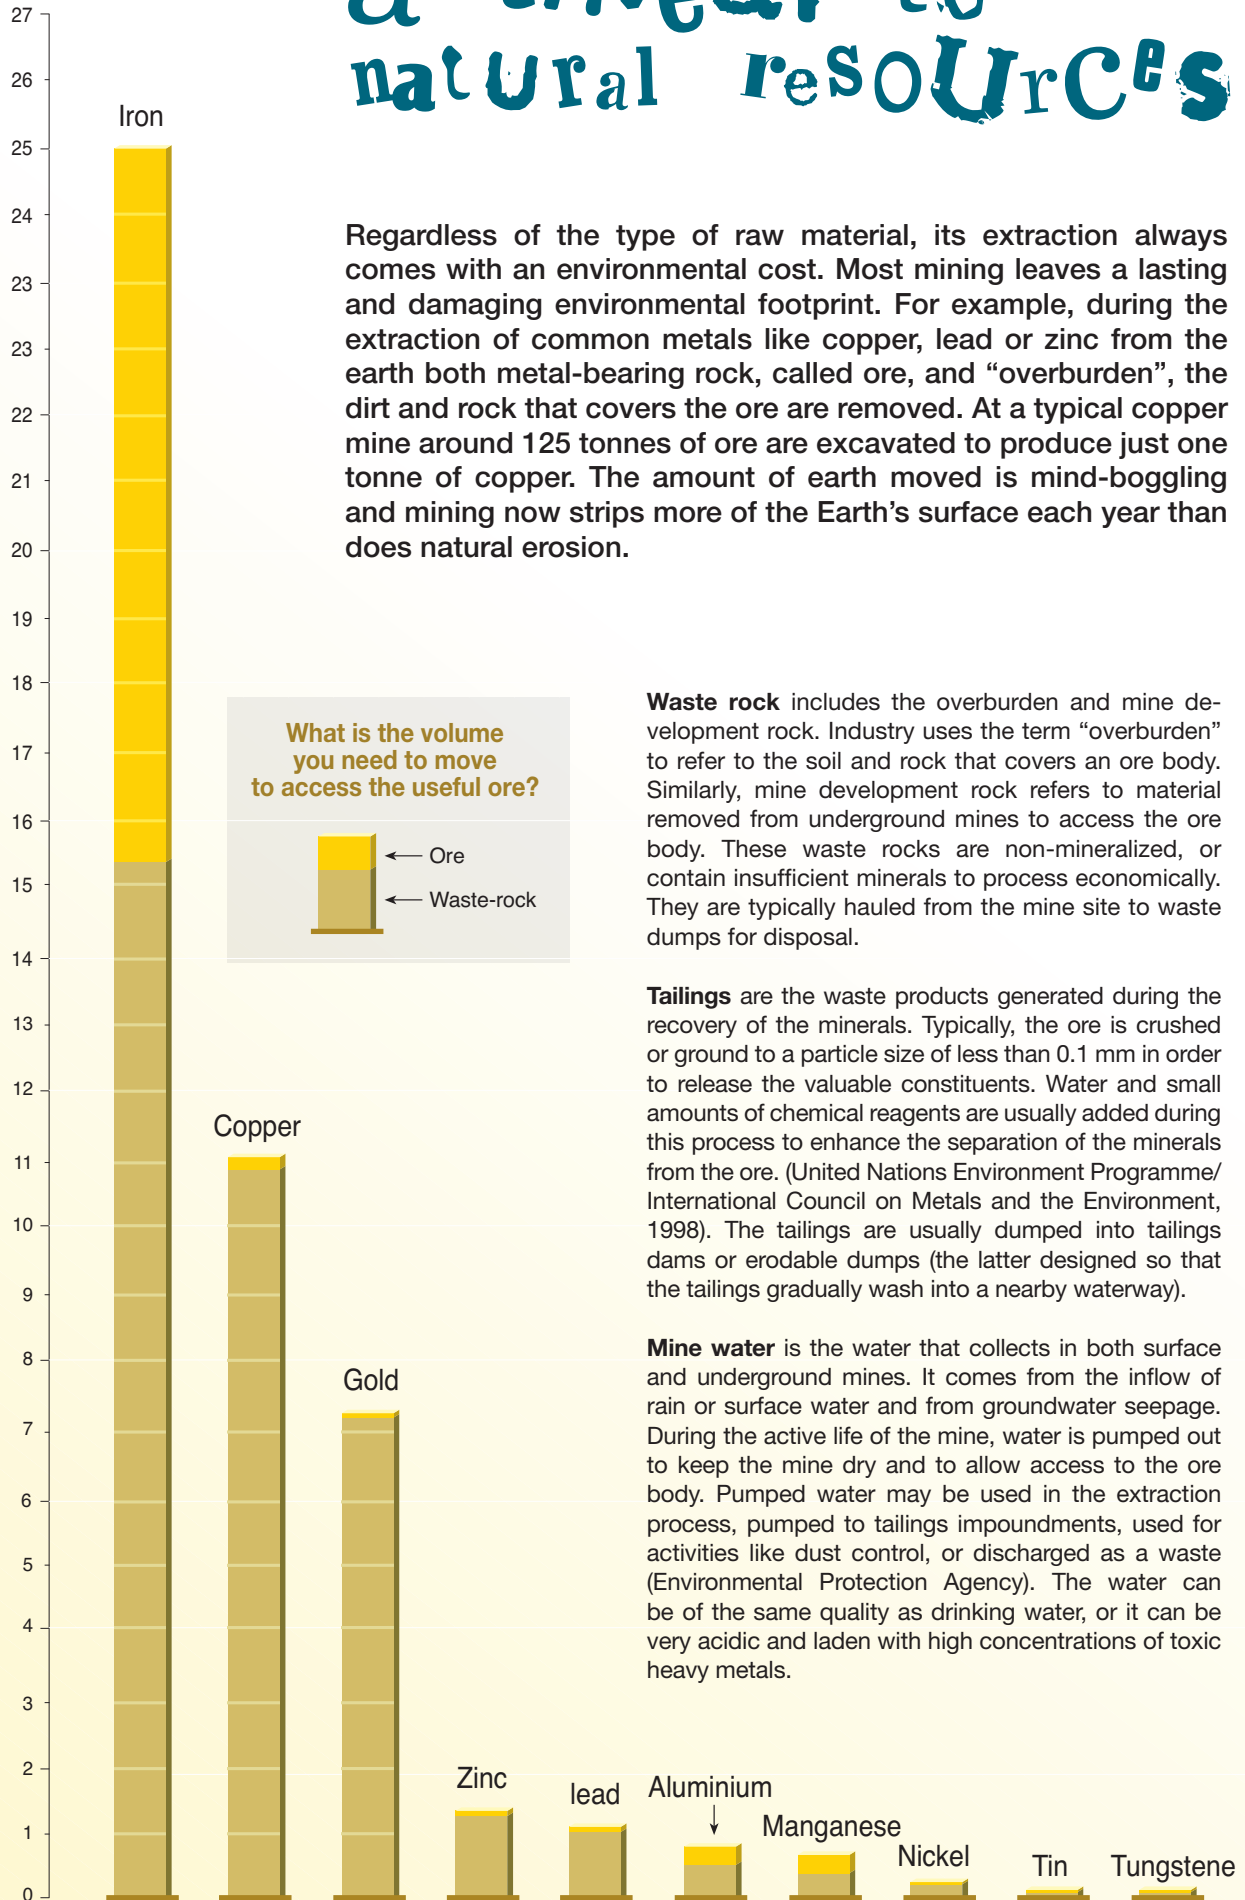 a threat to
natural resoUrCes
Regardless of the type of raw material, its extraction always
comes with an environmental cost. Most mining leaves a lasting
and damaging environmental footprint. For example, during the
extraction of common metals like copper, lead or zinc from the
earth both metal-bearing rock, called ore, and “overburden”, the
dirt and rock that covers the ore are removed. At a typical copper
mine around 125 tonnes of ore are excavated to produce just one
tonne of copper. The amount of earth moved is mind-boggling
and mining now strips more of the Earth’s surface each year than
does natural erosion.
27
26
25
24
23
23
22
21
20
19
18
17
16
15
14
13
12
11
10
9
8
7
6
5
4
3
2
1
0
Iron
Copper
Gold
Zinc
lead
Aluminium
Manganese
Nickel
Tin
Tungstene
What is the volume
you need to move
to access the useful ore?
Ore
Waste-rock
Waste rock includes the overburden and mine de-
velopment rock. Industry uses the term “overburden”
to refer to the soil and rock that covers an ore body.
Similarly, mine development rock refers to material
removed from underground mines to access the ore
body. These waste rocks are non-mineralized, or
contain insufficient minerals to process economically.
They are typically hauled from the mine site to waste
dumps for disposal.
Tailings are the waste products generated during the
recovery of the minerals. Typically, the ore is crushed
or ground to a particle size of less than 0.1 mm in order
to release the valuable constituents. Water and small
amounts of chemical reagents are usually added during
this process to enhance the separation of the minerals
from the ore. (United Nations Environment Programme/
International Council on Metals and the Environment,
1998). The tailings are usually dumped into tailings
dams or erodable dumps (the latter designed so that
the tailings gradually wash into a nearby waterway).
Mine water is the water that collects in both surface
and underground mines. It comes from the inflow of
rain or surface water and from groundwater seepage.
During the active life of the mine, water is pumped out
to keep the mine dry and to allow access to the ore
body. Pumped water may be used in the extraction
process, pumped to tailings impoundments, used for
activities like dust control, or discharged as a waste
(Environmental Protection Agency). The water can
be of the same quality as drinking water, or it can be
very acidic and laden with high concentrations of toxic
heavy metals.